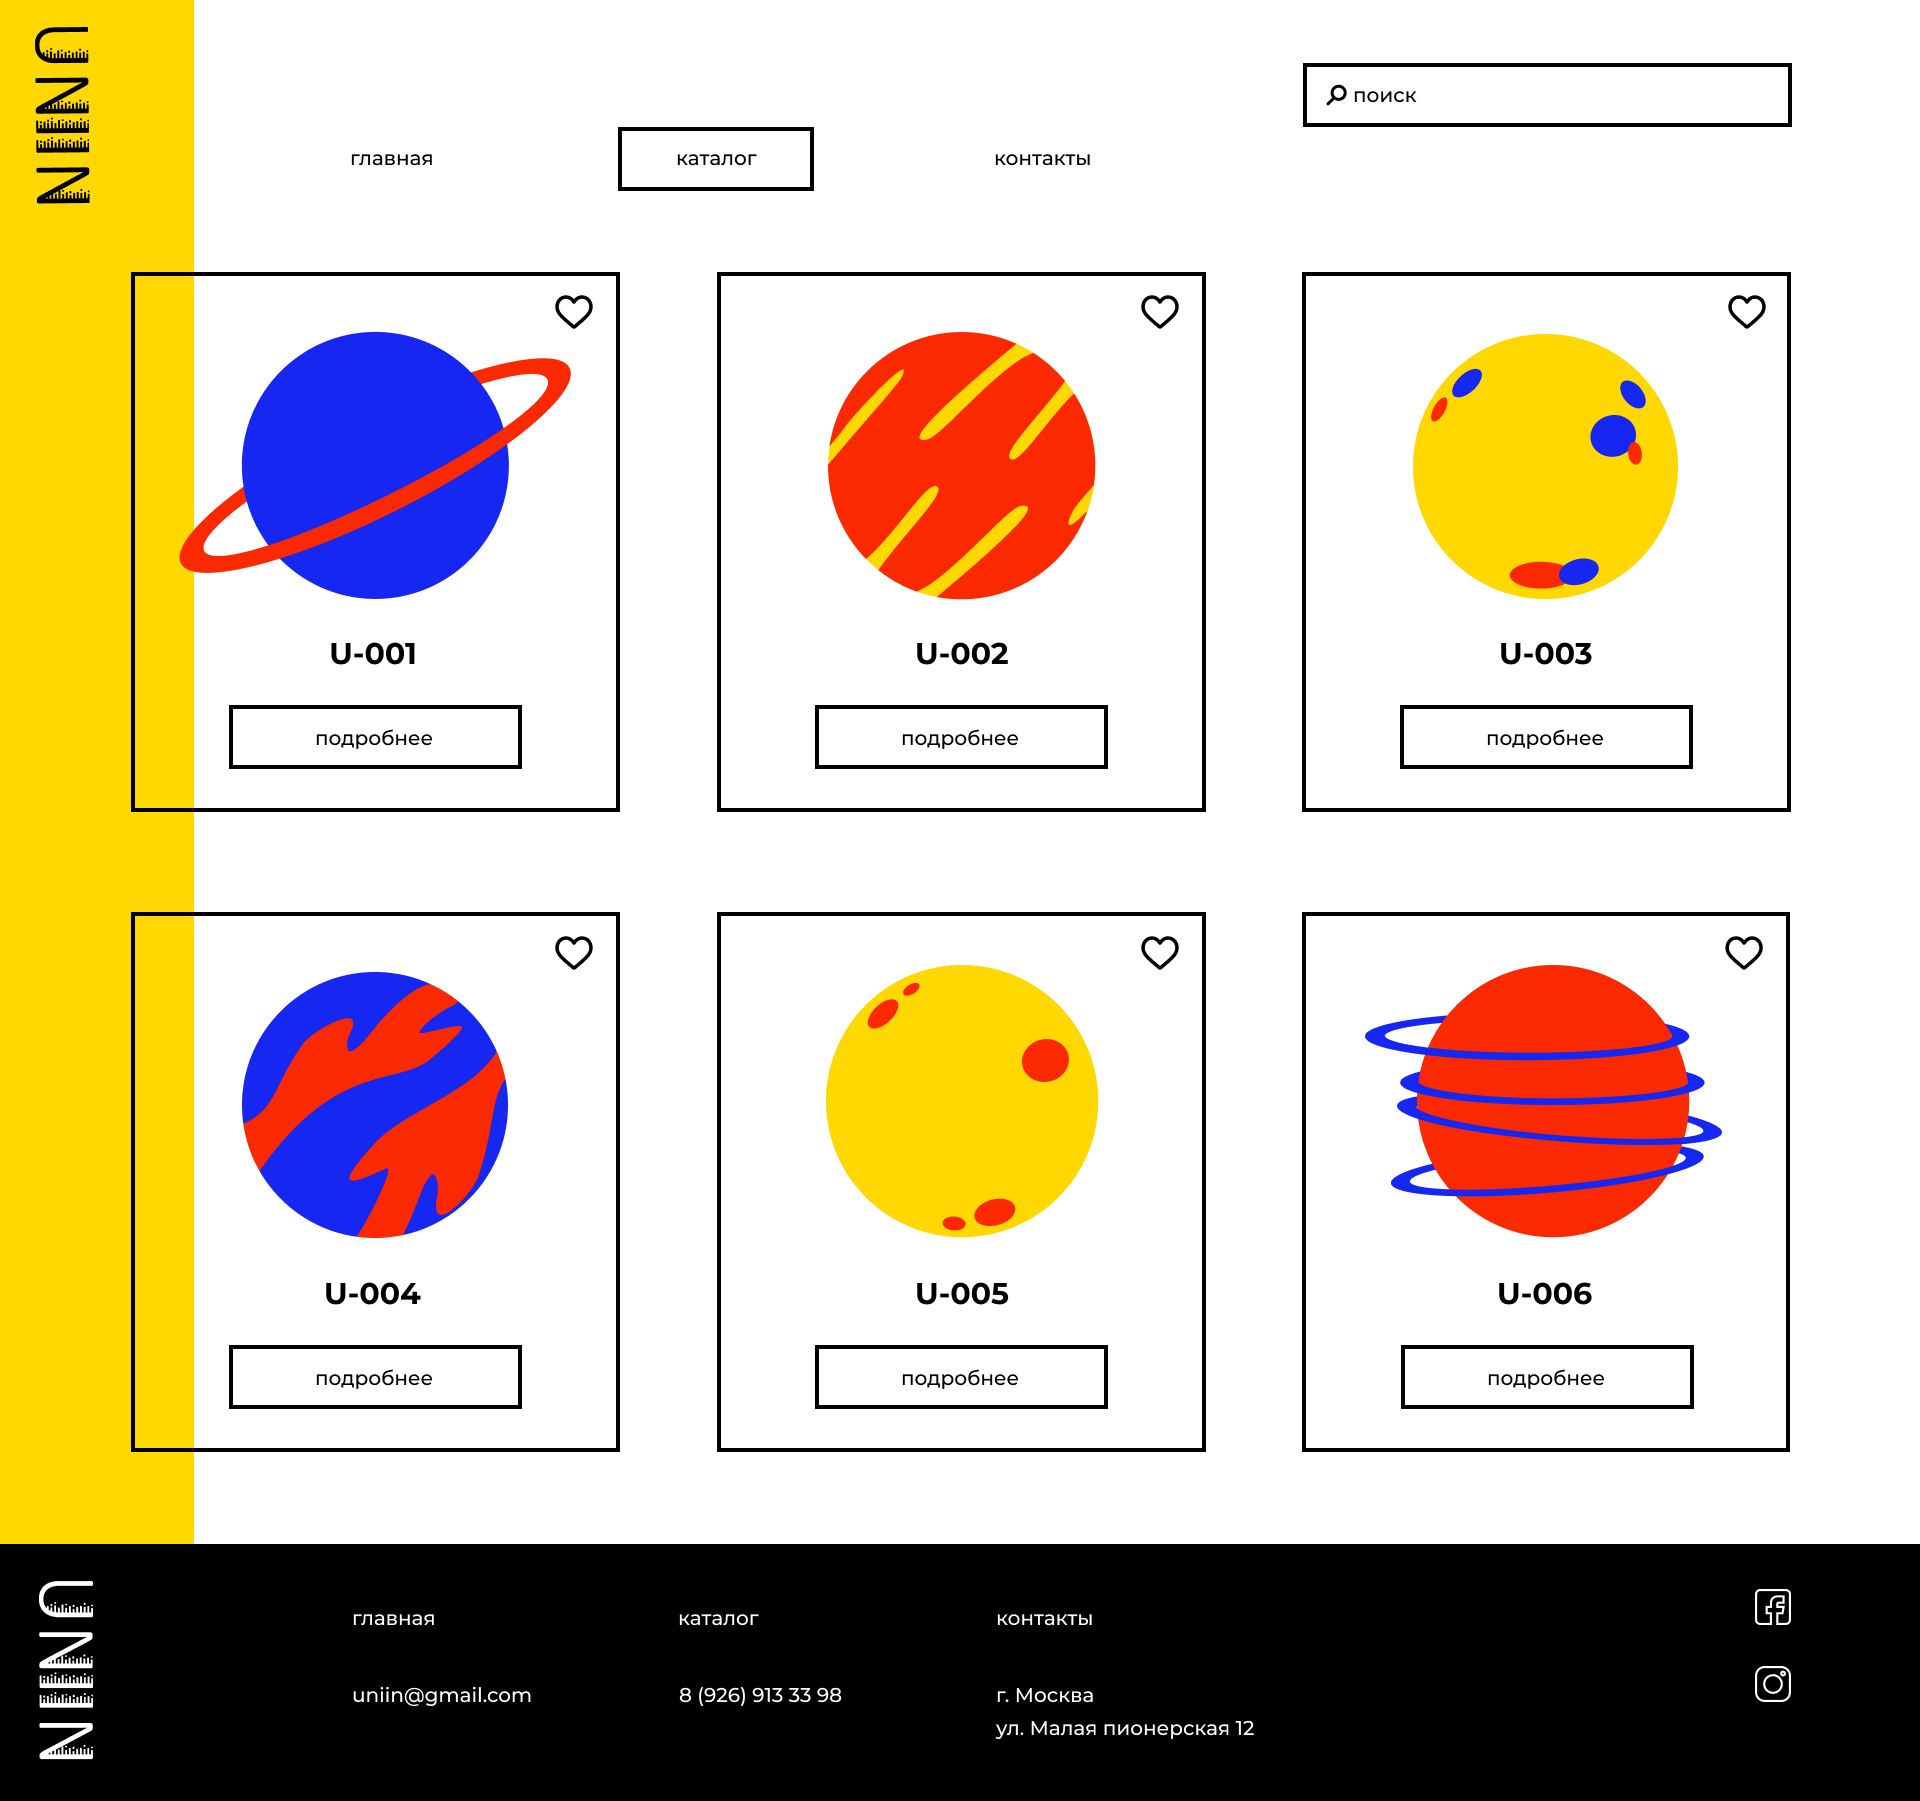 UNIIN
поиск
главная
каталог
контакты
U-001
U-002
U-003
подробнее
подробнее
подробнее
U-004
U-005
U-006
подробнее
подробнее
подробнее
UNIIN
главная
каталог
контакты
uniin@gmail.com
8 (926) 913 33 98
г. Москва
ул. Малая пионерская 12